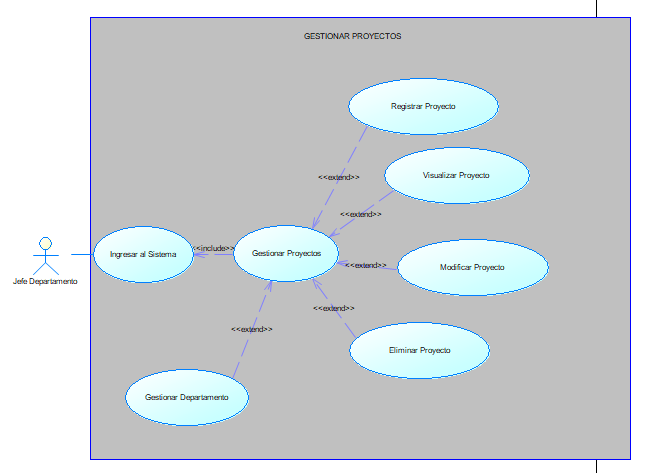 GESTIONAR PROYECTOS
Registrar Proyecto
<<extend>>
Visualizar Proyecto
<<extend>>
Ingresar al Sistema
<<include>>
Gestionar Proyectos
<<extend>>
Modificar Proyecto
Jefe Departamento
<<extend>>
<<extend>>
Eliminar Proyecto
Gestionar Departamento